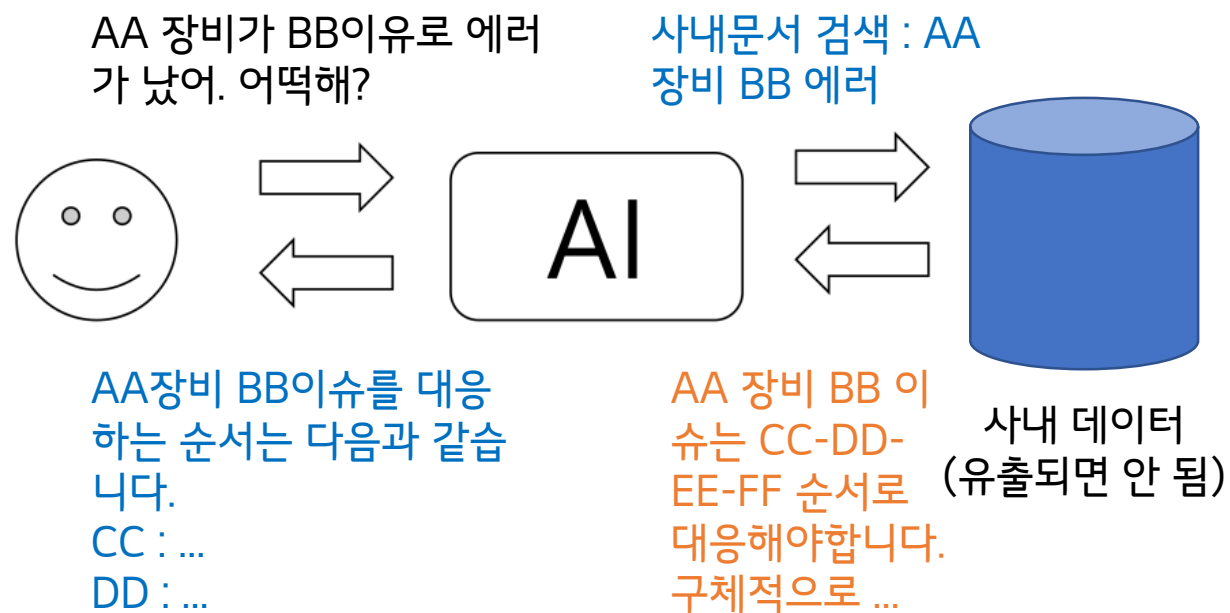 AA 장비가 BB이유로 에러
가 났어. 어떡해?
사내문서 검색 : AA
장비 BB 에러
AI
AA장비 BB이슈를 대응
하는 순서는 다음과 같습
니다.
CC : ...
DD : ...
AA 장비 BB 이
슈는 CC-DD-
EE-FF 순서로
대응해야합니다.
구체적으로 ...
사내 데이터
(유출되면 안 됨)